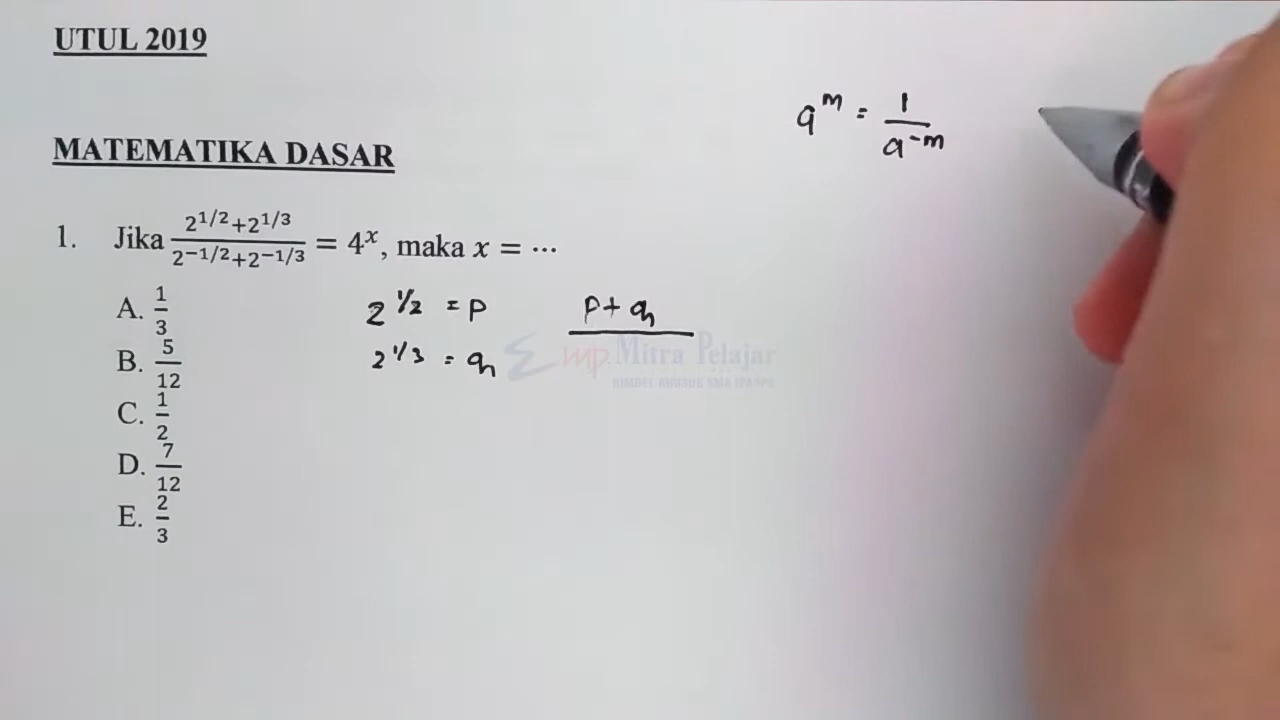 UTUL 2019
MATEMATIKA DASAR
a^m = 1/a^-m
1. Jika (2^1/2+2^1/3)/(2^-1/2+2^-1/3) = 4^x, maka x = ⋯
A. 1/3
B. 5/12
C. 1/2
D. 7/12
E. 2/3
2^1/2 = p
2^1/3 = q
p+q
emp Mitra Pelajar